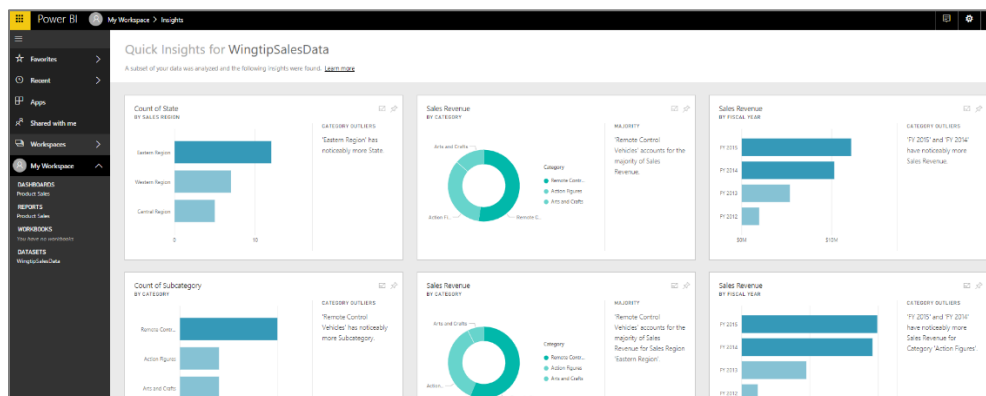 Power BI
My Workspace > Insights
Favorites
Recent
Apps
Shared with me
Workspaces
My Workspace
DASHBOARDS
Product Sales
REPORTS
Product Sales
WORKBOOKS
You have no workbooks
DATASETS
WingtipSalesData
Quick Insights for WingtipSalesData
A subset of your data was analyzed and the following insights were found. Learn more
Count of State
BY SALES REGION
Eastern Region
Western Region
Central Region
0 10
CATEGORY OUTLIERS
'Eastern Region' has
noticeably more State.
Sales Revenue
BY CATEGORY
Arts and Crafts
Action Fi...
Remote C...
Category
Remote Contr...
Action Figures
Arts and Crafts
MAJORITY
'Remote Control
Vehicles' accounts for the
majority of Sales
Revenue.
Sales Revenue
BY FISCAL YEAR
FY 2015
FY 2014
FY 2013
FY 2012
$0M $10M
CATEGORY OUTLIERS
'FY 2015' and 'FY 2014'
have noticeably more
Sales Revenue.
Count of Subcategory
BY CATEGORY
Remote Contr...
Action Figures
Arts and Crafts
CATEGORY OUTLIERS
'Remote Control
Vehicles' has noticeably
more Subcategory.
Sales Revenue
BY CATEGORY
Arts and Crafts
Action...
Category
Remote Contr...
Action Figures
Arts and Crafts
MAJORITY
'Remote Control
Vehicles' accounts for the
majority of Sales
Revenue for Sales Region
'Eastern Region'.
Sales Revenue
BY FISCAL YEAR
FY 2015
FY 2014
FY 2013
FY 2012
CATEGORY OUTLIERS
'FY 2015' and 'FY 2014'
have noticeably more
Sales Revenue for
Category 'Action Figures'.